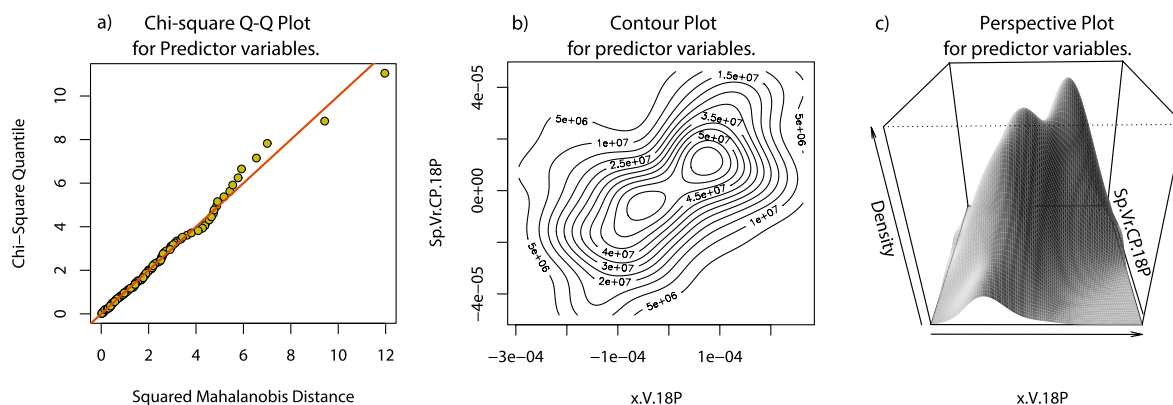 a) Chi-square Q-Q Plot
for Predictor variables.
Chi−Square Quantile
0
2
4
6
8
10
0 2 4 6 8 10 12
Squared Mahalanobis Distance
b) Contour Plot
for predictor variables.
Sp.Vr.CP.18P
−4e−05 0e+00 4e−05
1.5e+07
5e+06
3.5e+07
5e+06
1e+07
5e+07
2.5e+07
4.5e+07
1e+07
4e+07
5e+06
3e+07
2e+07
5e+06
−3e−04 −1e−04 1e−04
x.V.18P
c) Perspective Plot
for predictor variables.
Density
Sp.Vr.CP.18P
x.V.18P